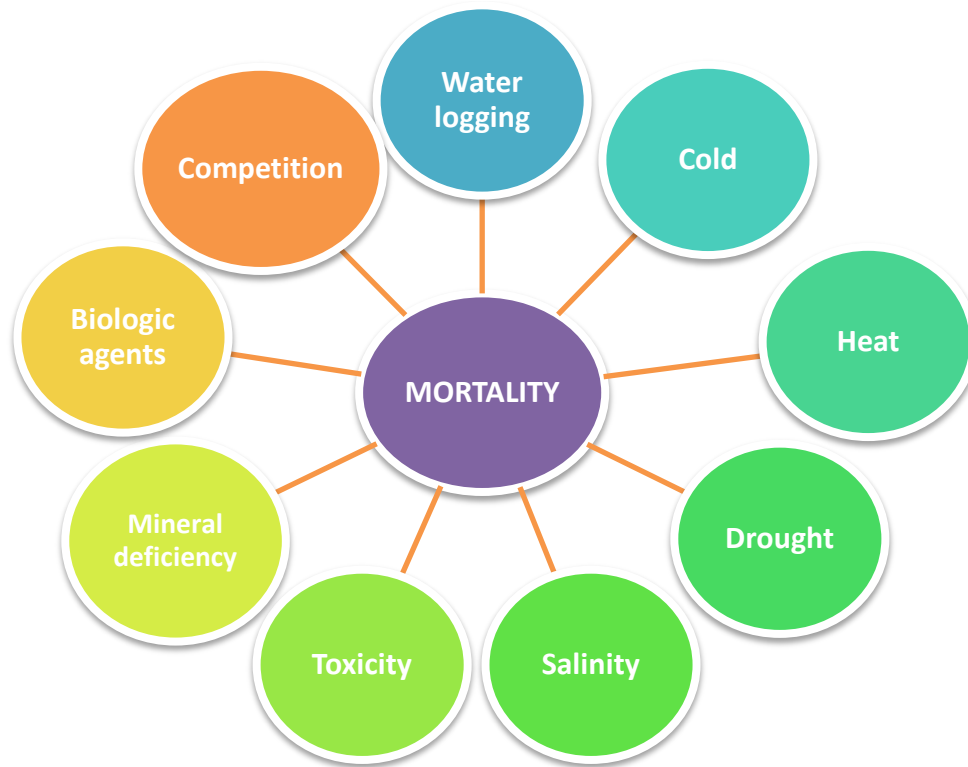 Water
logging
Competition
Cold
Biologic
agents
Heat
MORTALITY
Mineral
deficiency
Drought
Toxicity
Salinity